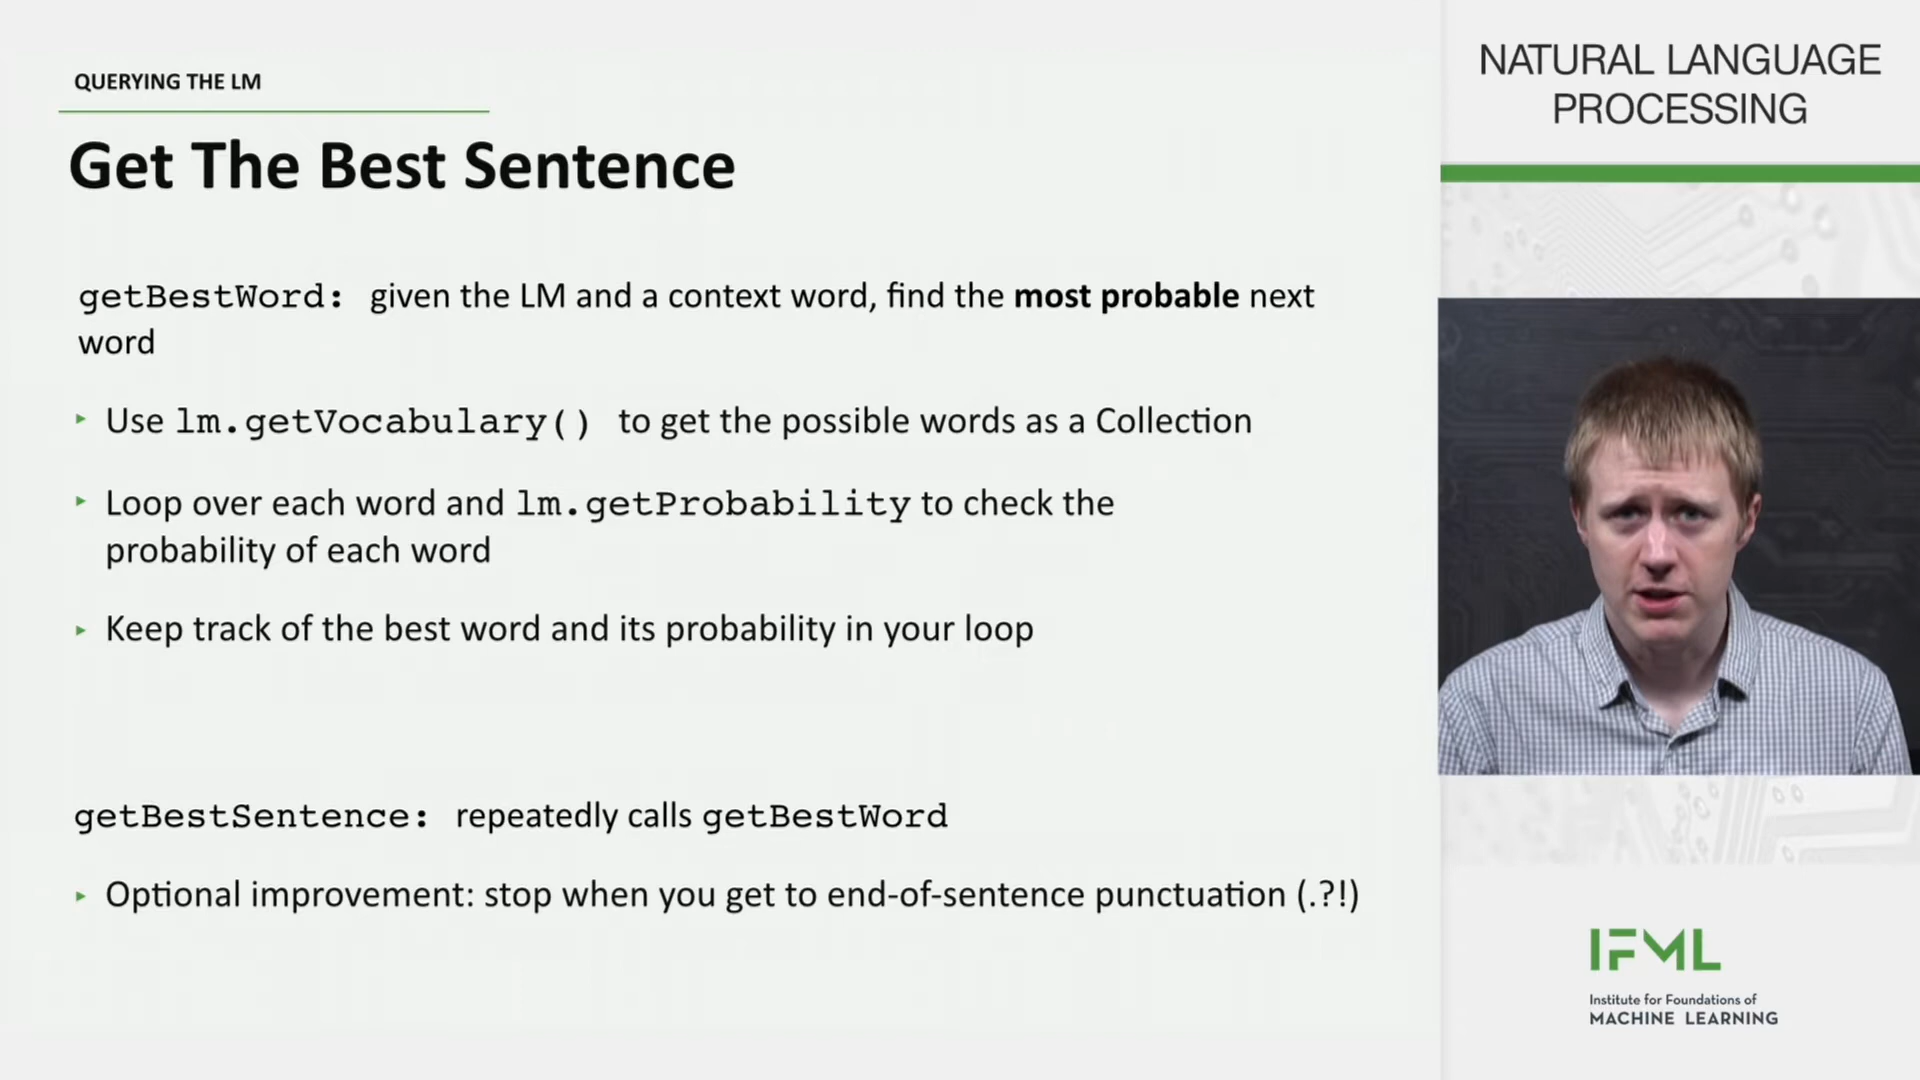 QUERYING THE LM
Get The Best Sentence
getBestWord: given the LM and a context word, find the most probable next
word
‣ Use lm.getVocabulary() to get the possible words as a Collection
‣ Loop over each word and lm.getProbability to check the
probability of each word
‣ Keep track of the best word and its probability in your loop
getBestSentence: repeatedly calls getBestWord
‣ Optional improvement: stop when you get to end-of-sentence punctuation (.?!)
NATURAL LANGUAGE
PROCESSING
IFML
Institute for Foundations of
MACHINE LEARNING